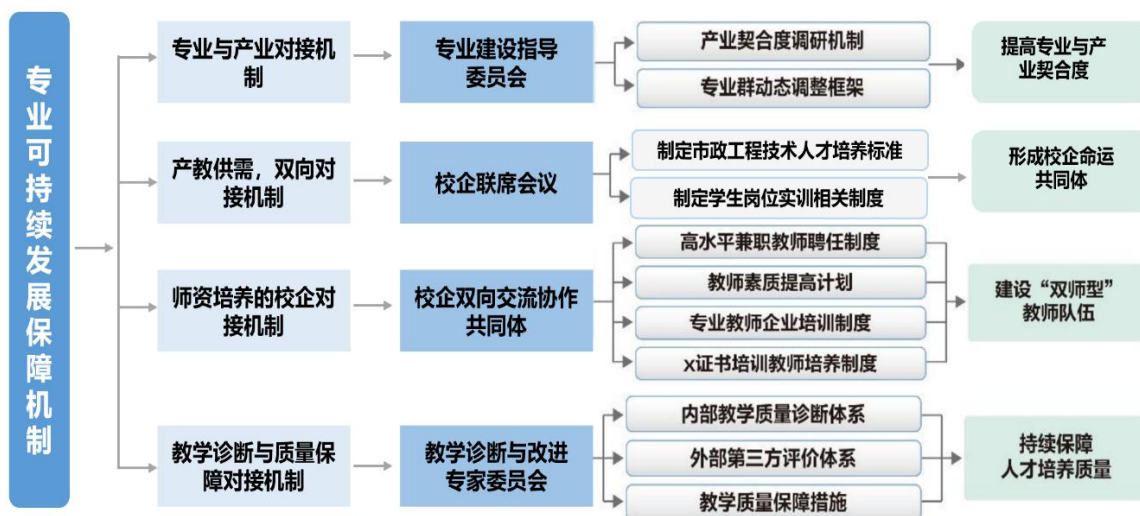 专业可持续发展保障机制
专业与产业对接机
制
专业建设指导
委员会
产业契合度调研机制
专业群动态调整框架
提高专业与产
业契合度
产教供需，双向对
接机制
校企联席会议
制定市政工程技术人才培养标准
制定学生岗位实训相关制度
形成校企命运
共同体
师资培养的校企对
接机制
校企双向交流协作
共同体
高水平兼职教师聘任制度
教师素质提高计划
专业教师企业培训制度
x证书培训教师培养制度
建设“双师型”
教师队伍
教学诊断与质量保
障对接机制
教学诊断与改进
专家委员会
内部教学质量诊断体系
外部第三方评价体系
教学质量保障措施
持续保障
人才培养质量